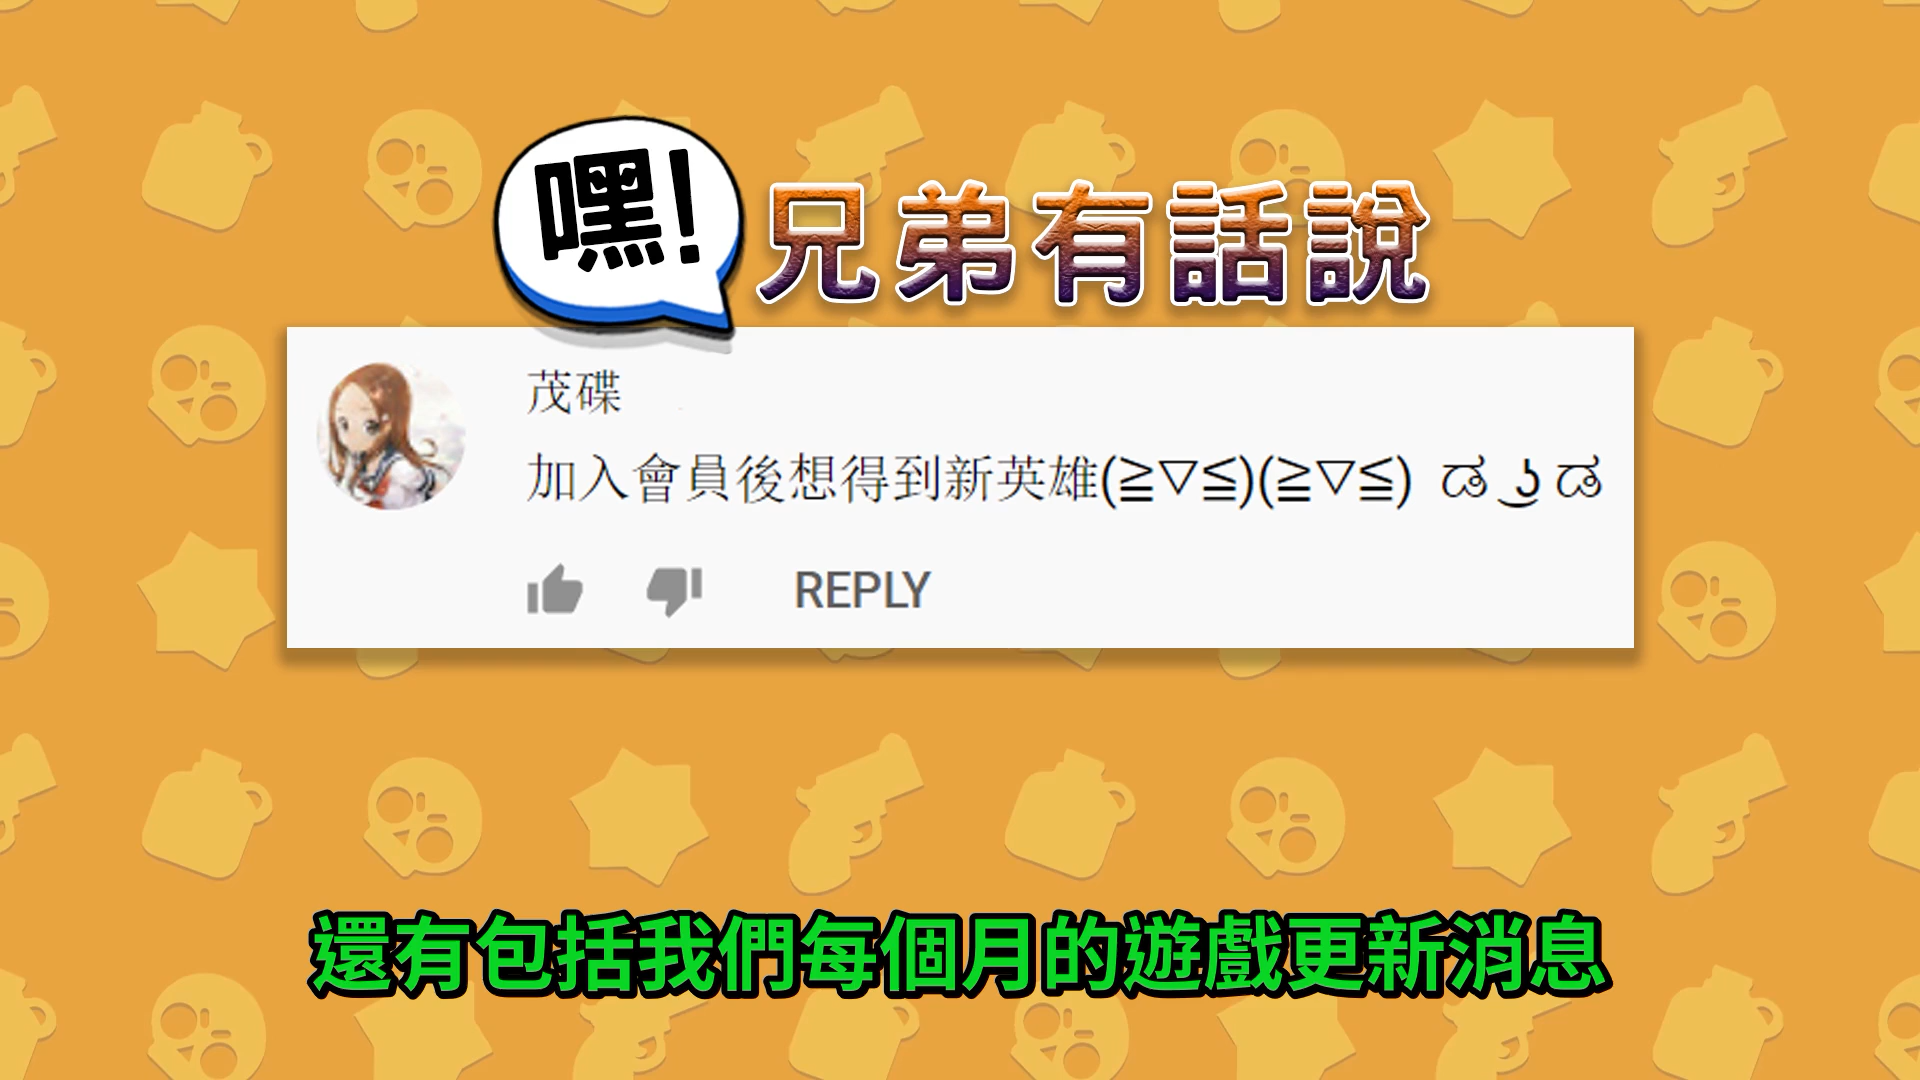 嘿!
兄弟有話說
茂碟
加入會員後想得到新英雄(≧▽≦)(≧▽≦) ಡ ͜ ʖ ಡ
REPLY
還有包括我們每個月的遊戲更新消息